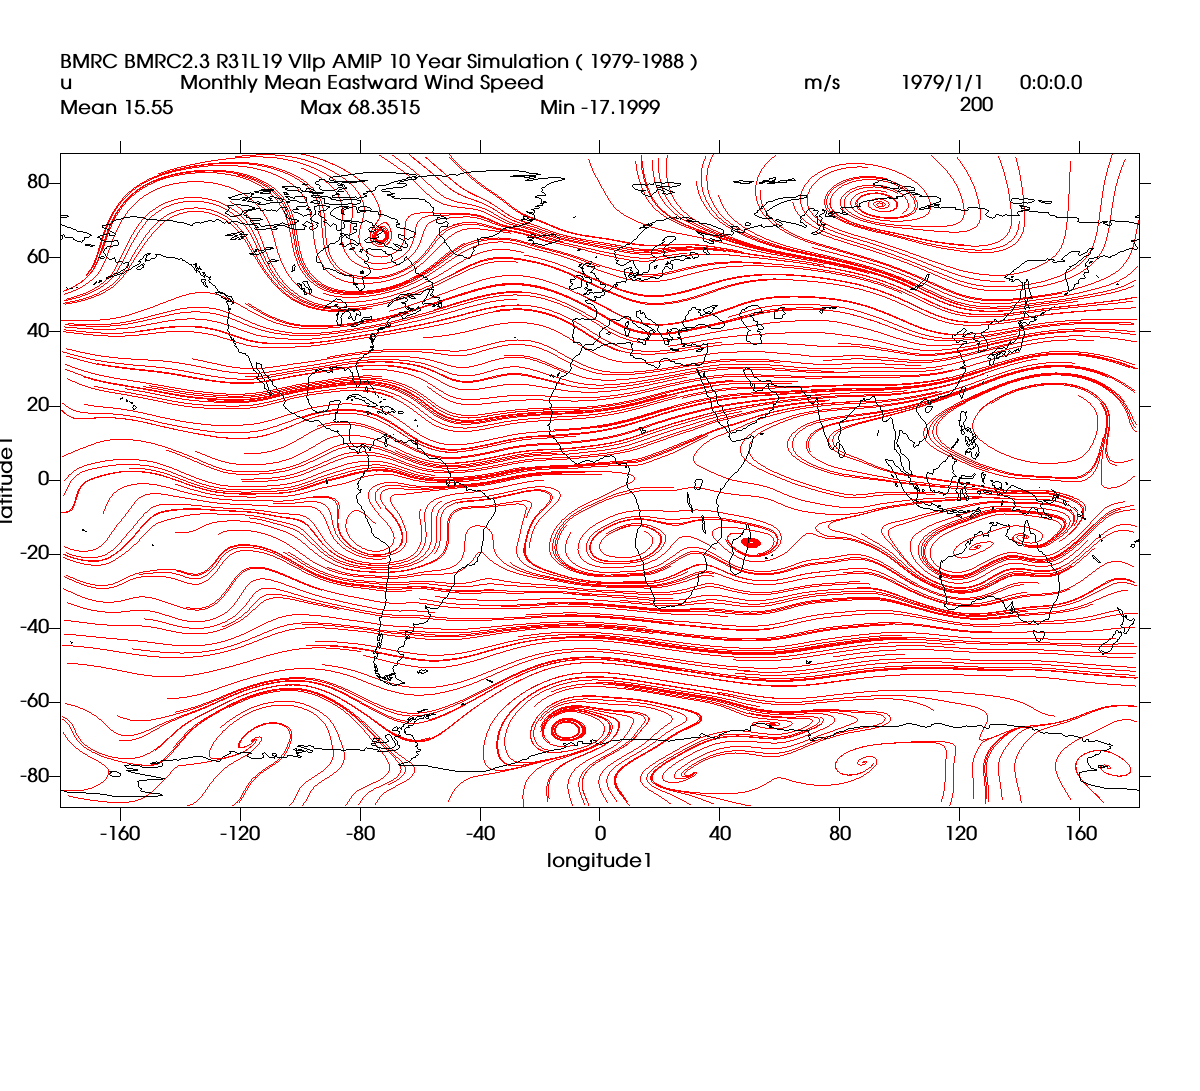 BMRC BMRC2.3 R31L19 VIIp AMIP 10 Year Simulation ( 1979-1988 )
u Monthly Mean Eastward Wind Speed m/s 1979/1/1 0:0:0.0
Mean 15.55 Max 68.3515 Min -17.1999 200
80
60
40
20
0
-20
-40
-60
-80
latitude1
-160 -120 -80 -40 0 40 80 120 160
longitude1